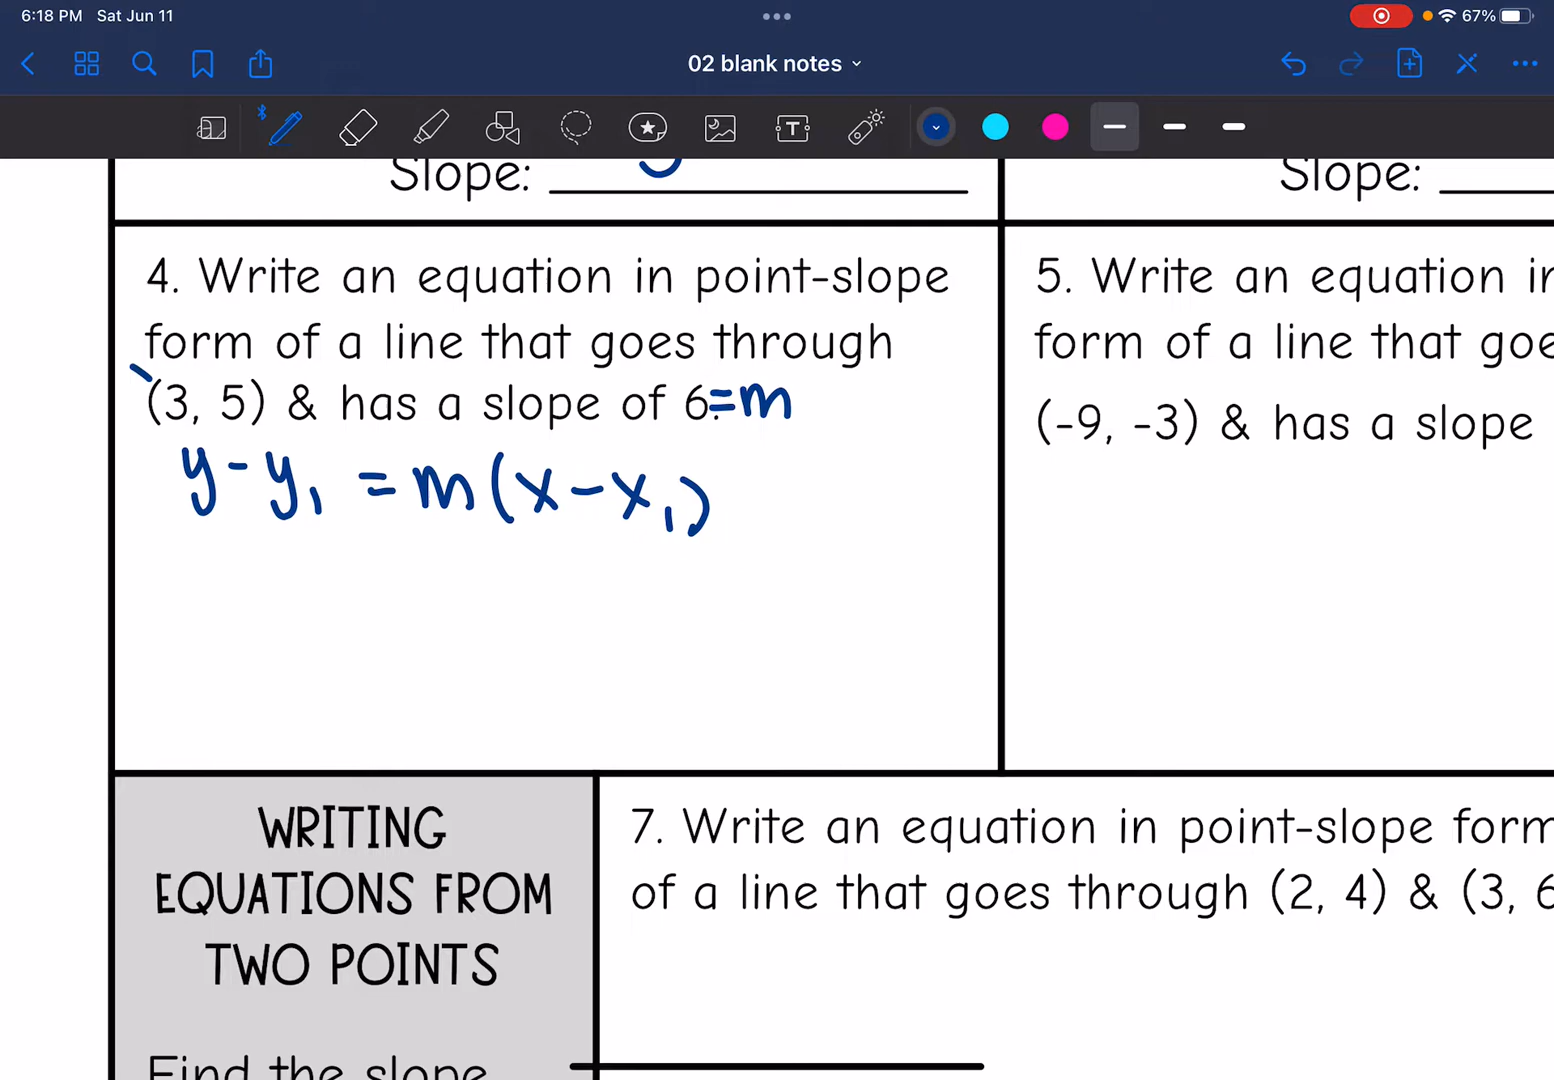 6:18 PM Sat Jun 11
67%
02 blank notes
T
Slope:
Slope:
4. Write an equation in point-slope
form of a line that goes through
(3, 5) & has a slope of 6. = m
y - y₁ = m(x - x₁)
5. Write an equation in
form of a line that goe
(-9, -3) & has a slope
WRITING
EQUATIONS FROM
TWO POINTS
Find the slope
7. Write an equation in point-slope form
of a line that goes through (2, 4) & (3, 6